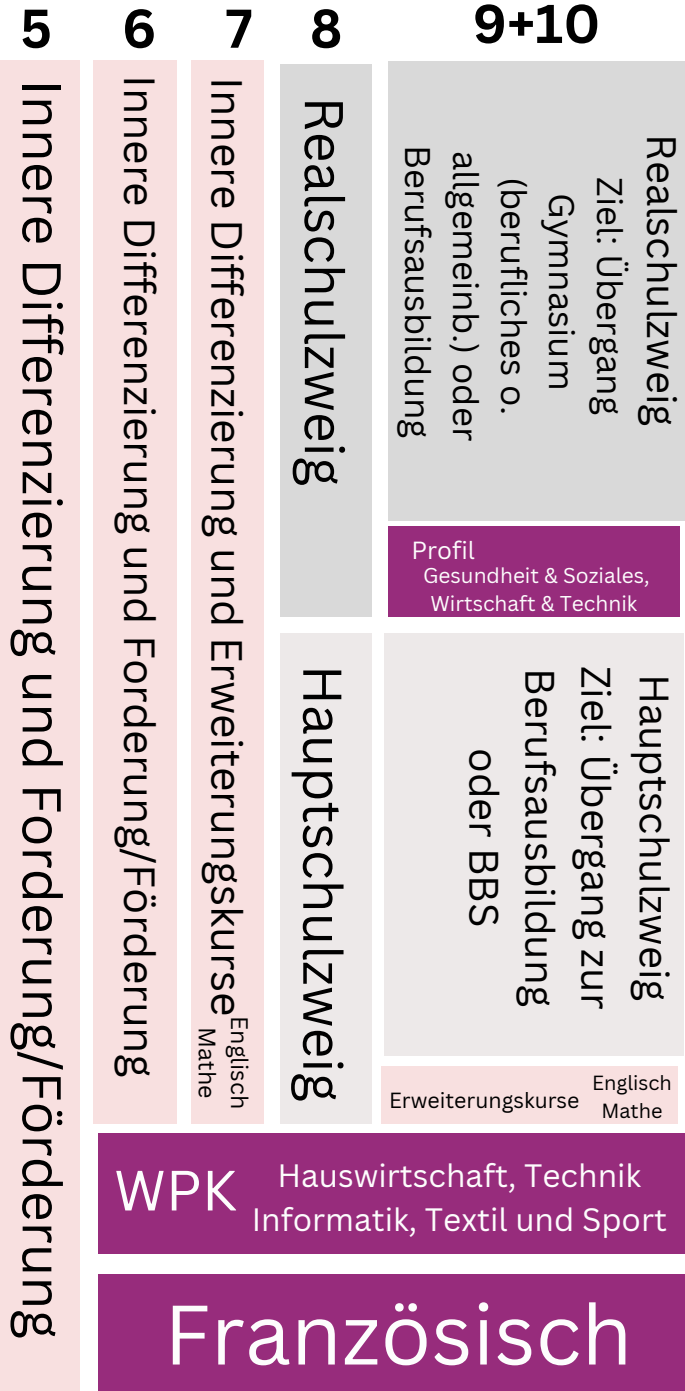 5
6
7
8
9+10
Innere Differenzierung und Forderung/Förderung
Innere Differenzierung und Forderung/Förderung
Innere Differenzierung und Erweiterungskurse
Englisch
Mathe
Realschulzweig
Realschulzweig
Ziel: Übergang
Gymnasium
(berufliches o.
allgemeinb.) oder
Berufsausbildung
Profil
Gesundheit & Soziales,
Wirtschaft & Technik
Hauptschulzweig
Hauptschulzweig
Ziel: Übergang zur
Berufsausbildung
oder BBS
Erweiterungskurse
Englisch
Mathe
WPK
Hauswirtschaft, Technik
Informatik, Textil und Sport
Französisch